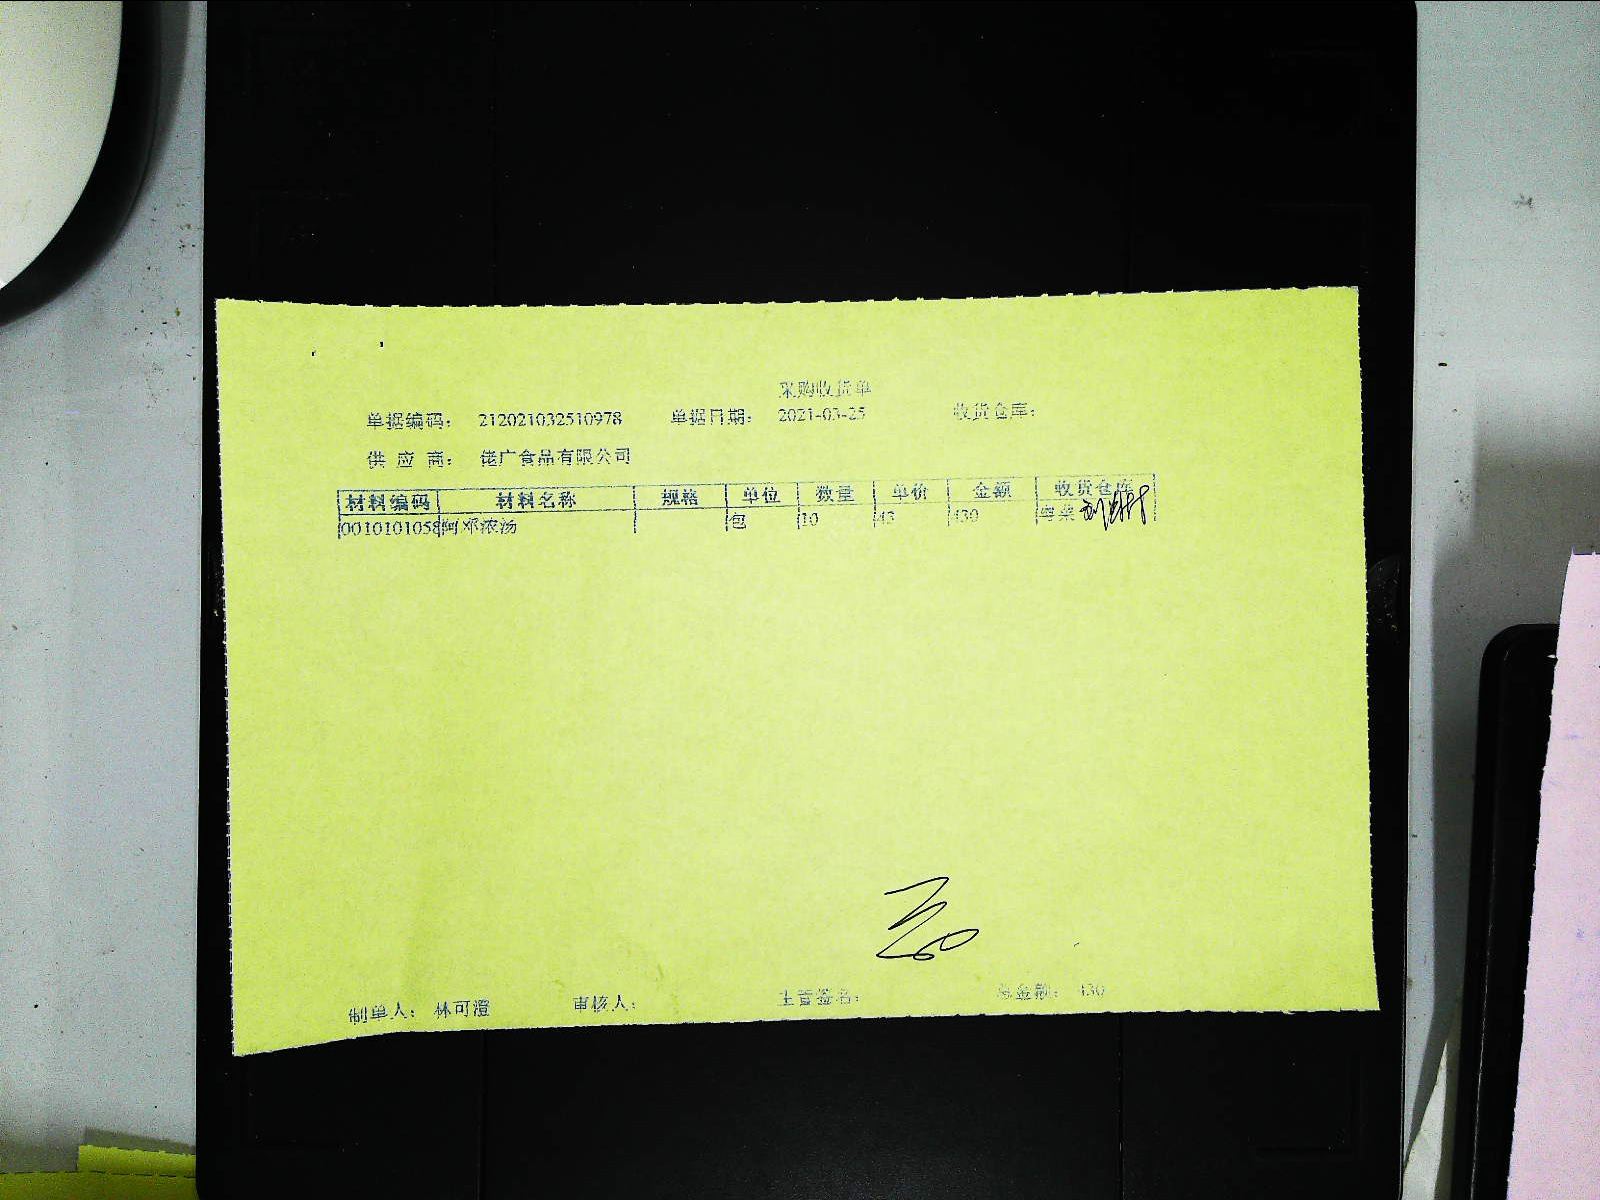 采购收货单
单据编码： 212021032510978 单据日期： 2021-03-25 收货仓库：
供 应 商： 佬广食品有限公司
材料编码 材料名称 规格 单位 数量 单价 金额 收货仓库
0010101058 阿邓浓汤 包 10 43 430 粤菜
制单人： 林可澄 审核人： 主管签名： 总金额： 430